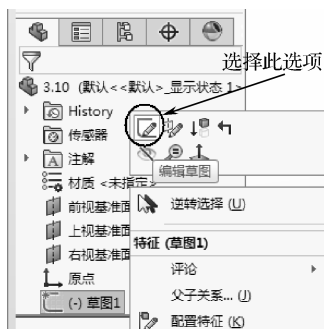 选择此选项
3.10 (默认<<默认>_显示状态 1>
History
传感器
注解
编辑草图
材质 <未指定>
前视基准面
逆转选择 (U)
上视基准面
特征 (草图1)
右视基准面
评论
原点
父子关系... (J)
(-) 草图1
配置特征 (K)